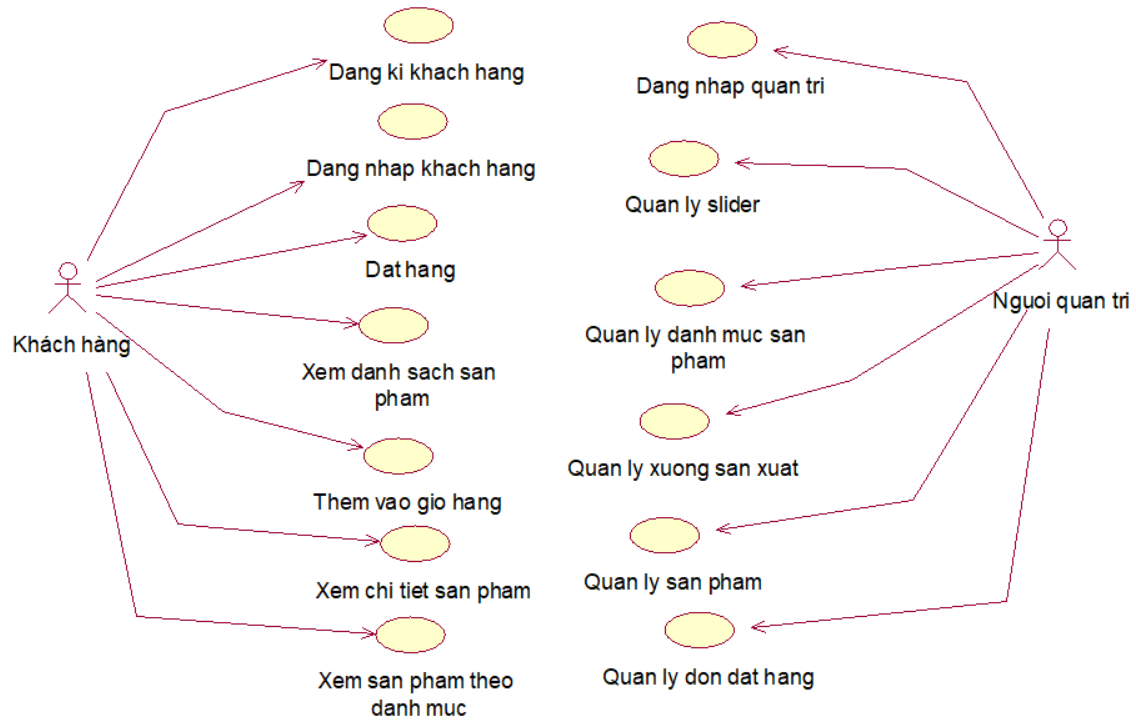 Dang ki khach hang
Dang nhap khach hang
Dat hang
Khách hàng
Xem danh sach san
pham
Them vao gio hang
Xem chi tiet san pham
Xem san pham theo
danh muc
Dang nhap quan tri
Quan ly slider
Nguoi quan tri
Quan ly danh muc san
pham
Quan ly xuong san xuat
Quan ly san pham
Quan ly don dat hang